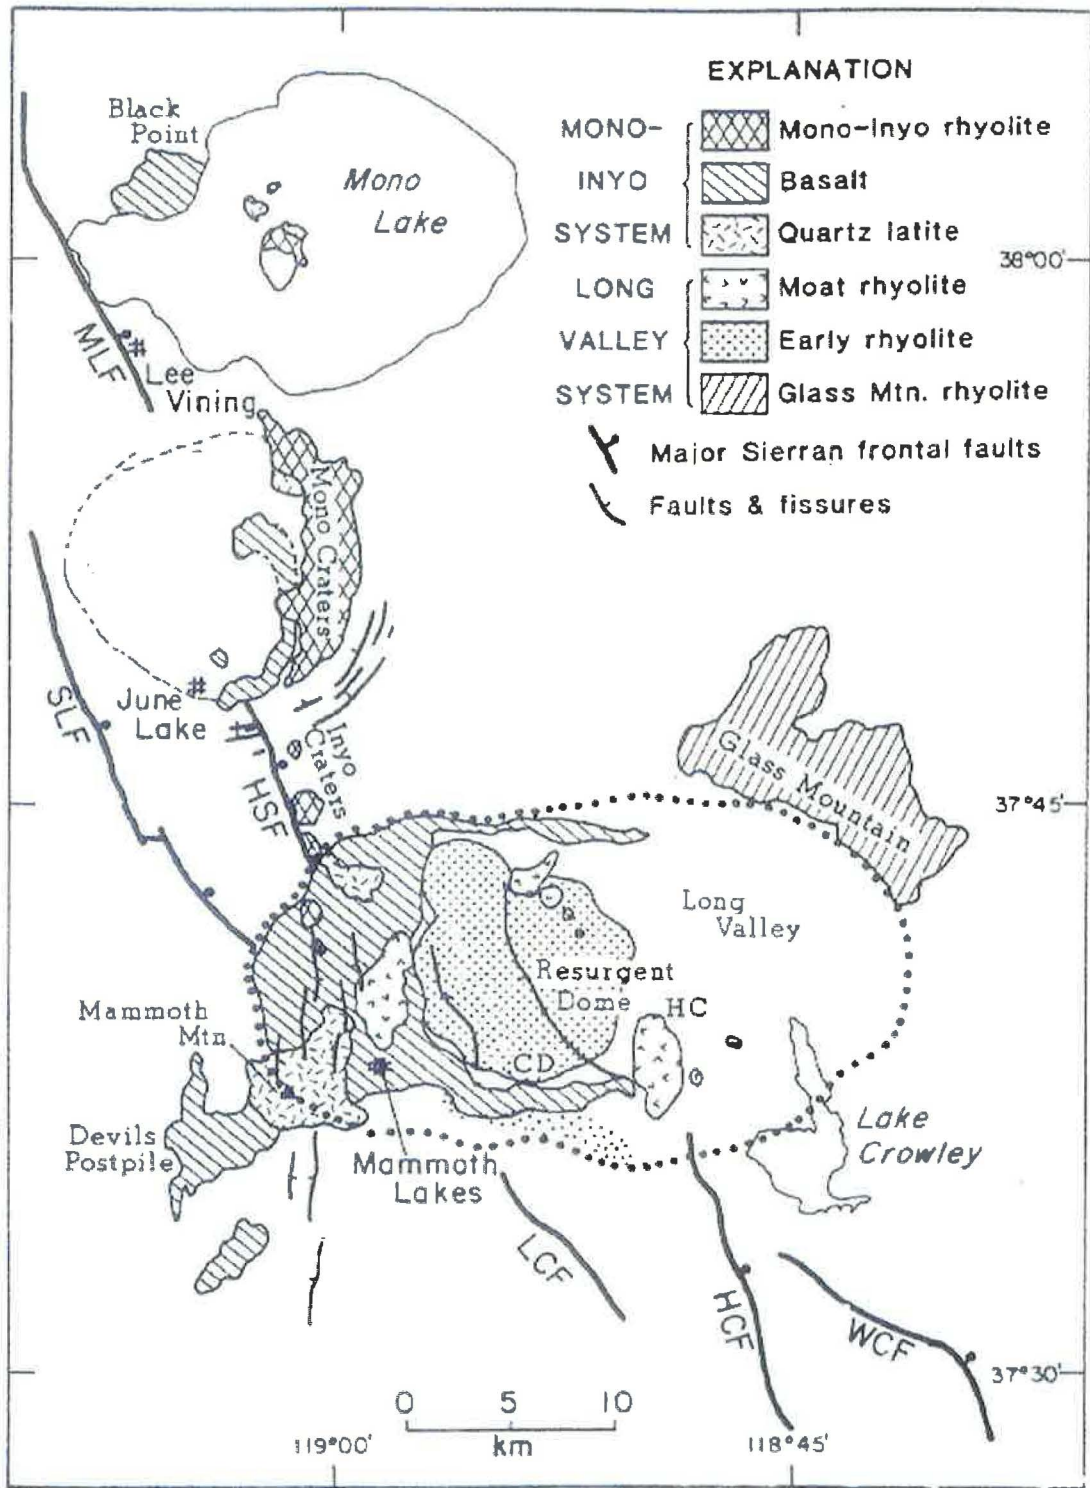 EXPLANATION
MONO-
INYO
SYSTEM
Mono-Inyo rhyolite
Basalt
Quartz latite
LONG
VALLEY
SYSTEM
Moat rhyolite
Early rhyolite
Glass Mtn. rhyolite
Major Sierran frontal faults
Faults & fissures
Black
Point
Mono
Lake
38°00'
MLF
Lee
Vining
Mono Craters
SLF
June
Lake
Inyo
Craters
HSF
Glass Mountain
37°45'
Long
Valley
Resurgent
Dome
HC
CD
Mammoth
Mtn.
Devils
Postpile
Mammoth
Lakes
Lake
Crowley
LCF
HCF
WCF
37°30'
0 5 10
km
119°00'
118°45'